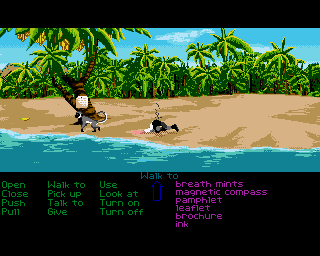 Walk to
Open Walk to Use breath mints
Close Pick up Look at magnetic compass
Push Talk to Turn on pamphlet
Pull Give Turn off leaflet
brochure
ink